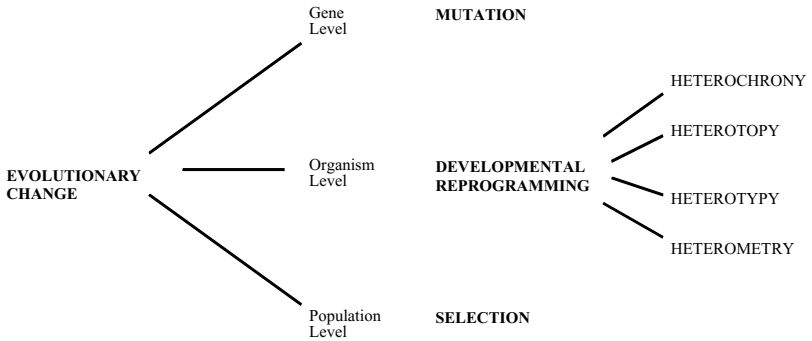 Gene
Level
MUTATION
HETEROCHRONY
HETEROTOPY
EVOLUTIONARY
CHANGE
Organism
Level
DEVELOPMENTAL
REPROGRAMMING
HETEROTYPY
HETEROMETRY
Population
Level
SELECTION